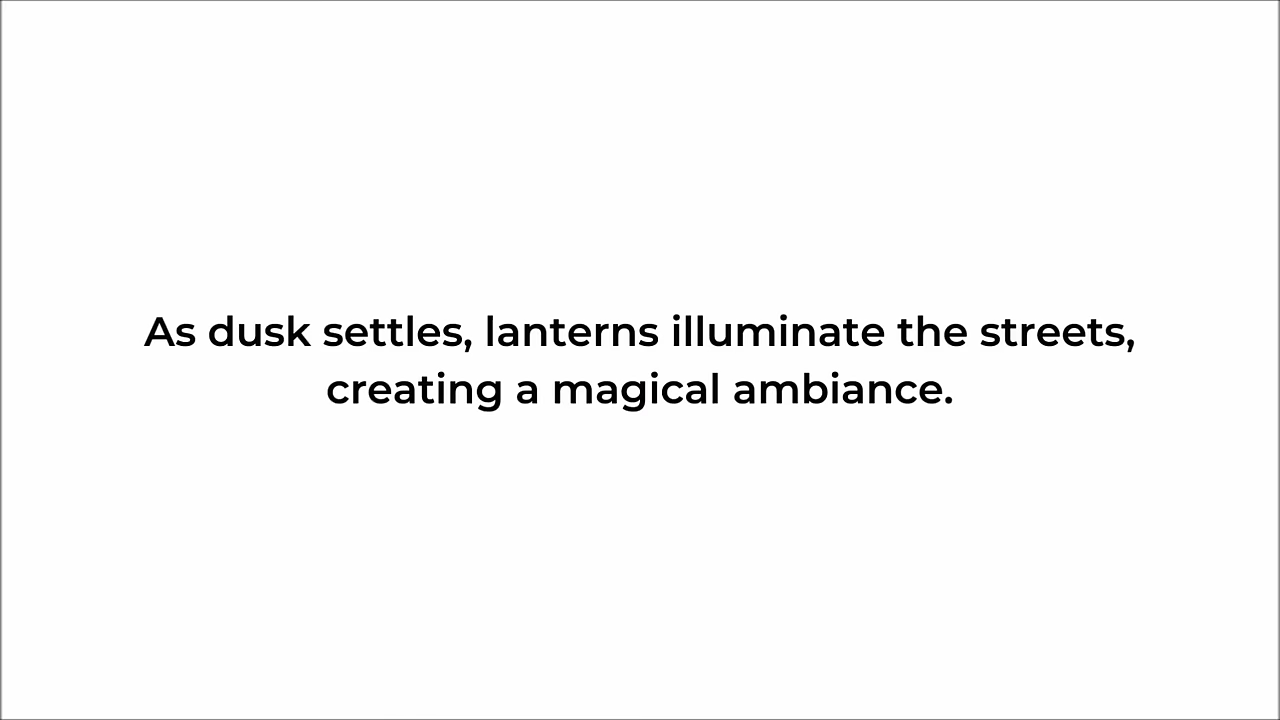 As dusk settles, lanterns illuminate the streets,
creating a magical ambiance.